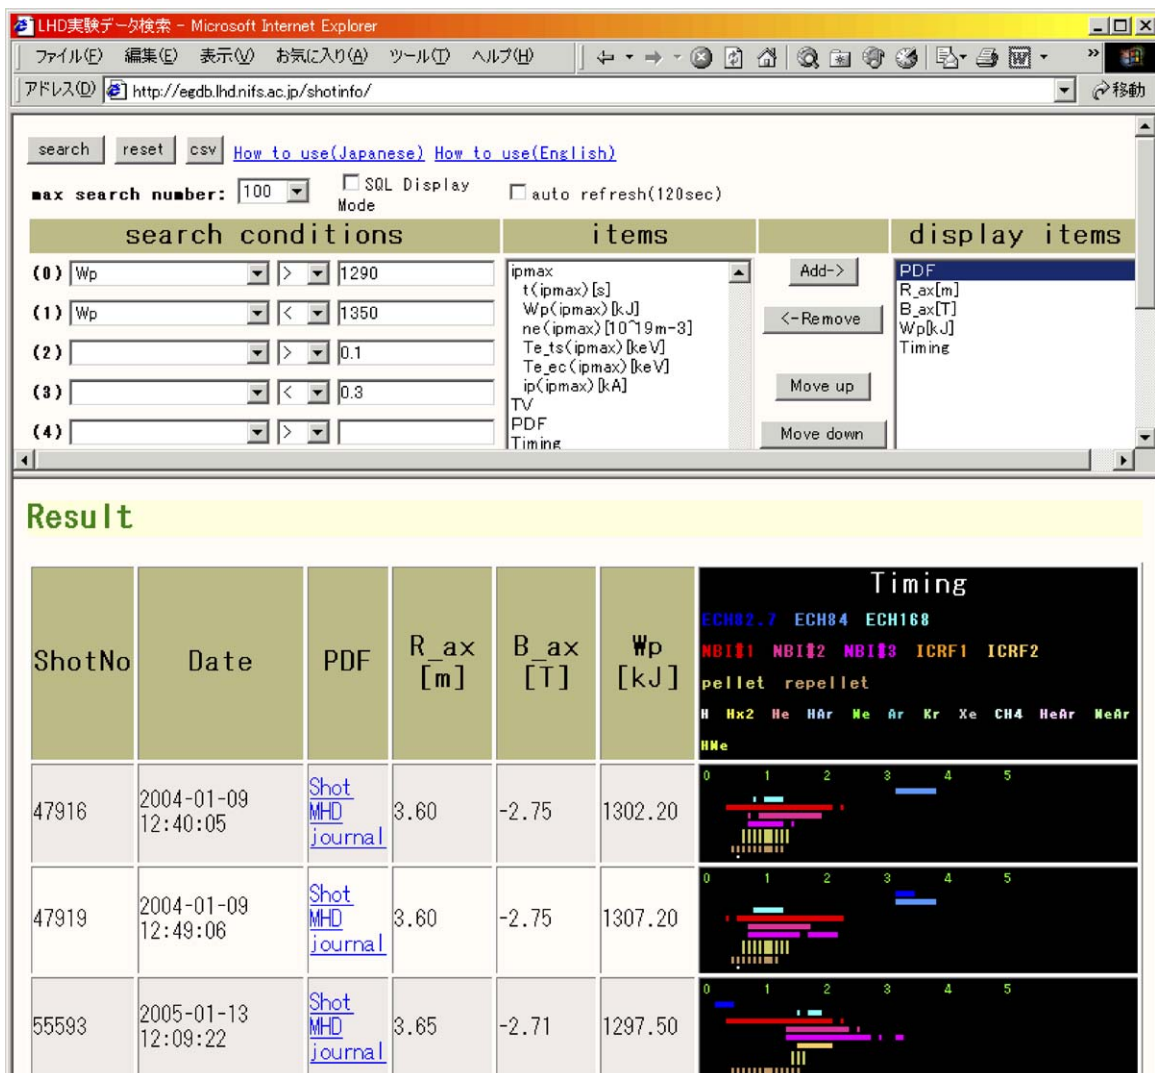 LHD実験データ検索 - Microsoft Internet Explorer
ファイル(F) 編集(E) 表示(V) お気に入り(A) ツール(T) ヘルプ(H)
アドレス(D) http://egdb.lhd.nifs.ac.jp/shotinfo/ 移動
search reset csv How to use(Japanese) How to use(English)
max search number: 100 SQL Display Mode auto refresh(120sec)
search conditions items display items
(0) Wp > 1290
(1) Wp < 1350
(2) > 0.1
(3) < 0.3
(4) >
ipmax
t(ipmax)[s]
Wp(ipmax)[kJ]
ne(ipmax)[10^19m-3]
Te_ts(ipmax)[keV]
Te_ec(ipmax)[keV]
ip(ipmax)[kA]
TV
PDF
Timing
Add->
<-Remove
Move up
Move down
PDF
R_ax[m]
B_ax[T]
Wp[kJ]
Timing
Result
ShotNo Date PDF R_ax [m] B_ax [T] Wp [kJ] Timing
ECH82.7 ECH84 ECH168
NBI#1 NBI#2 NBI#3 ICRF1 ICRF2
pellet repellet
H Hx2 He HAr Ne Ar Kr Xe CH4 HeAr NeAr
HNe
47916 2004-01-09 12:40:05 Shot MHD journal 3.60 -2.75 1302.20 0 1 2 3 4 5
47919 2004-01-09 12:49:06 Shot MHD journal 3.60 -2.75 1307.20 0 1 2 3 4 5
55593 2005-01-13 12:09:22 Shot MHD journal 3.65 -2.71 1297.50 0 1 2 3 4 5